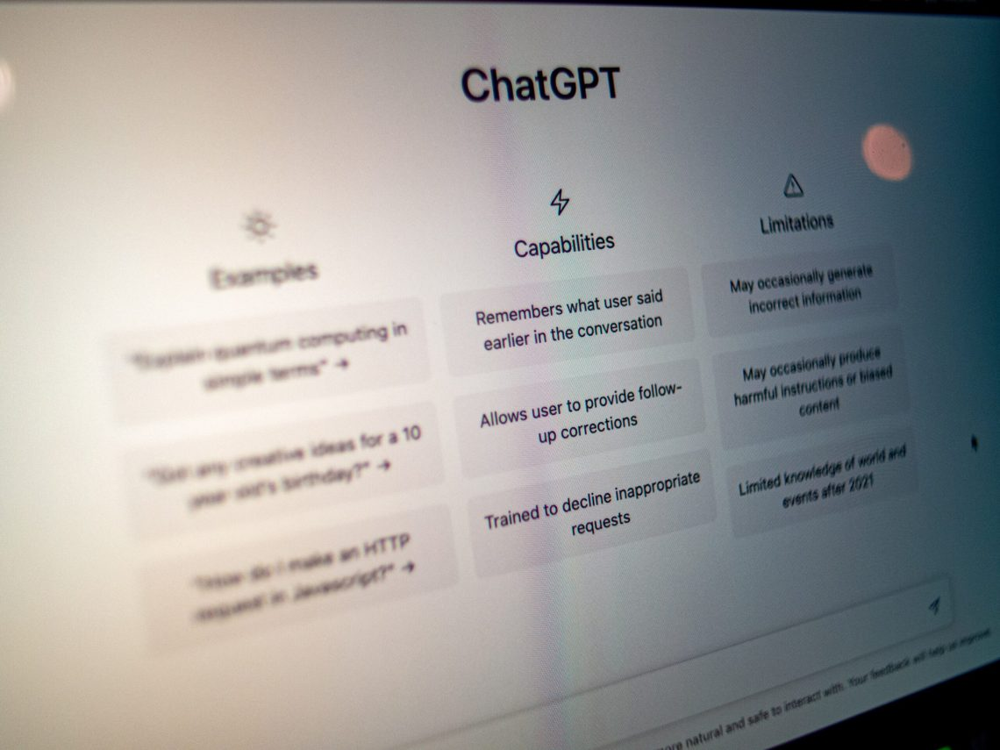 ChatGPT
Examples
"Explain quantum computing in
simple terms" →
"Got any creative ideas for a 10
year old's birthday?" →
"How do I make an HTTP
request in Javascript?" →
Capabilities
Remembers what user said
earlier in the conversation
Allows user to provide follow-
up corrections
Trained to decline inappropriate
requests
Limitations
May occasionally generate
incorrect information
May occasionally produce
harmful instructions or biased
content
Limited knowledge of world and
events after 2021
more natural and safe to interact with. Your feedback will help us improve.